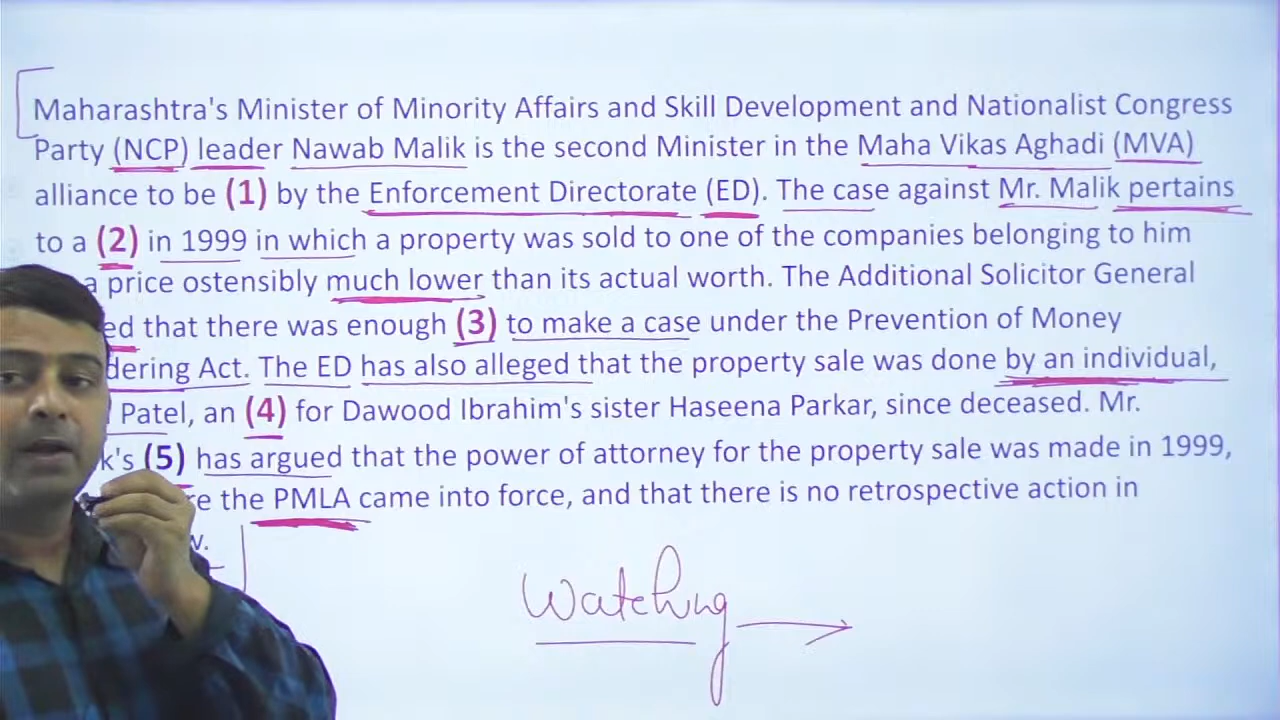 Maharashtra's Minister of Minority Affairs and Skill Development and Nationalist Congress
Party (NCP) leader Nawab Malik is the second Minister in the Maha Vikas Aghadi (MVA)
alliance to be (1) by the Enforcement Directorate (ED). The case against Mr. Malik pertains
to a (2) in 1999 in which a property was sold to one of the companies belonging to him
a price ostensibly much lower than its actual worth. The Additional Solicitor General
ed that there was enough (3) to make a case under the Prevention of Money
dering Act. The ED has also alleged that the property sale was done by an individual,
Patel, an (4) for Dawood Ibrahim's sister Haseena Parkar, since deceased. Mr.
k's (5) has argued that the power of attorney for the property sale was made in 1999,
re the PMLA came into force, and that there is no retrospective action in
w.
Watching